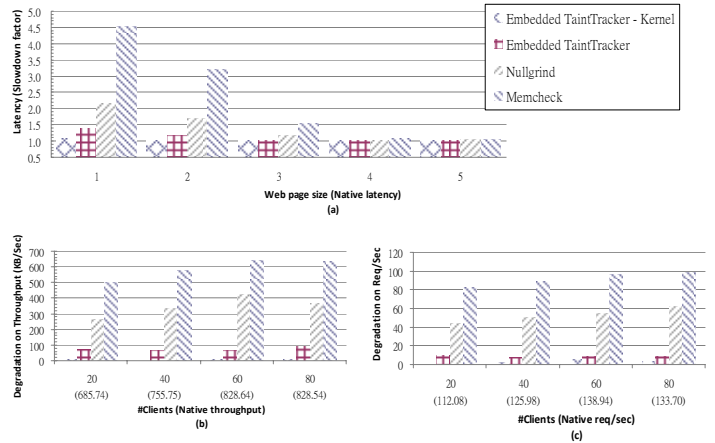 5.0
4.5
4.0
3.5
3.0
2.5
2.0
1.5
1.0
0.5
Latency (Slowdown factor)
1 2 3 4 5
Web page size (Native latency)
(a)
Embedded TaintTracker - Kernel
Embedded TaintTracker
Nullgrind
Memcheck
700
600
500
400
300
200
100
0
Degradation on Throughput (KB/Sec)
20 40 60 80
(685.74) (755.75) (828.64) (828.54)
#Clients (Native throughput)
(b)
120
100
80
60
40
20
0
Degradation on Req/Sec
20 40 60 80
(112.08) (125.98) (138.94) (133.70)
#Clients (Native req/sec)
(c)